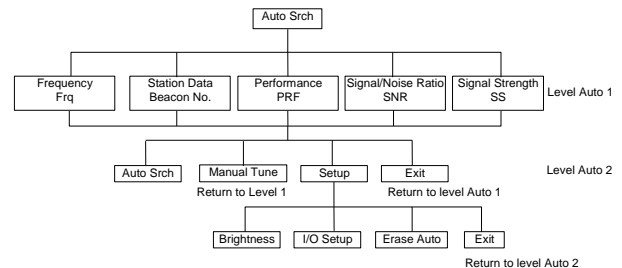 Auto Srch
Frequency
Frq
Station Data
Beacon No.
Performance
PRF
Signal/Noise Ratio
SNR
Signal Strength
SS
Level Auto 1
Auto Srch
Manual Tune
Setup
Exit
Level Auto 2
Return to Level 1
Return to level Auto 1
Brightness
I/O Setup
Erase Auto
Exit
Return to level Auto 2